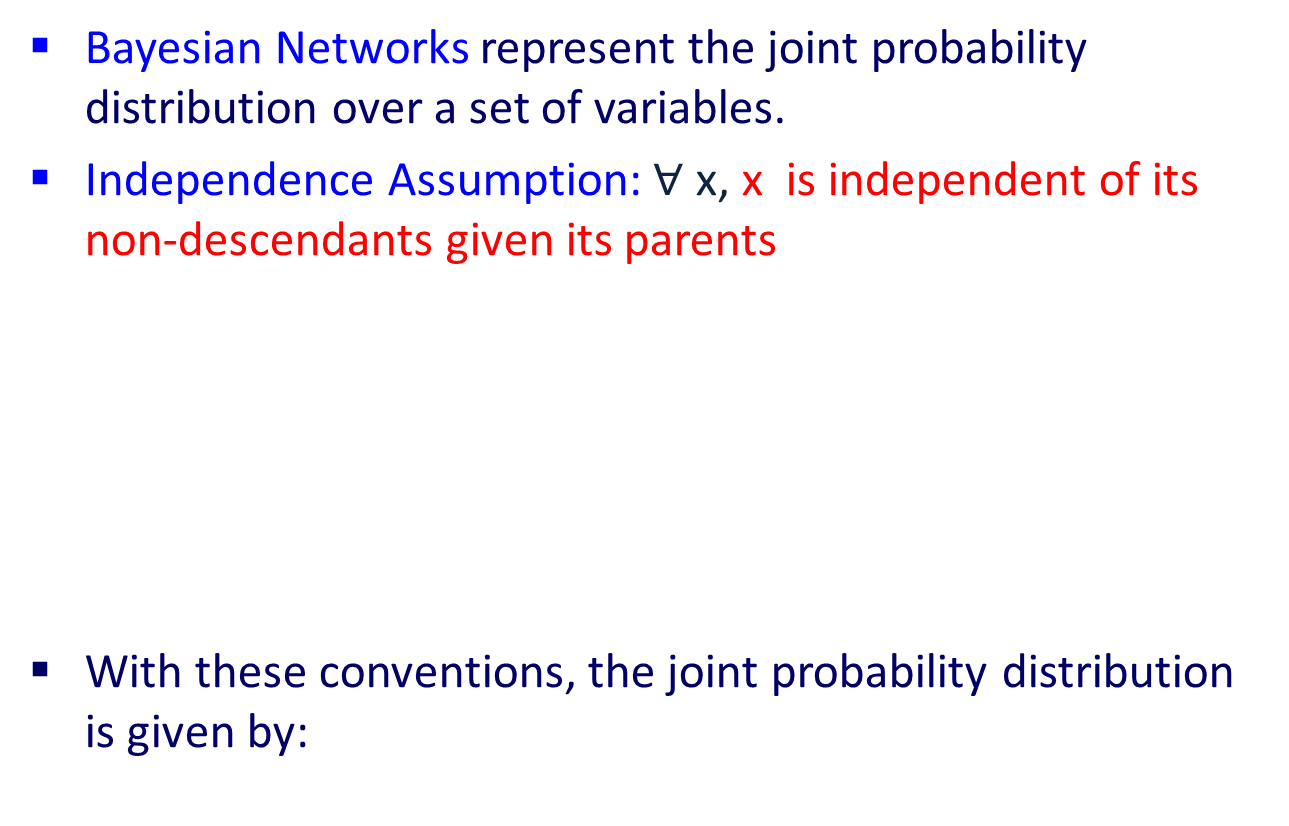 ▪ Bayesian Networks represent the joint probability
distribution over a set of variables.
▪ Independence Assumption: ∀ x, x is independent of its
non-descendants given its parents
▪ With these conventions, the joint probability distribution
is given by: